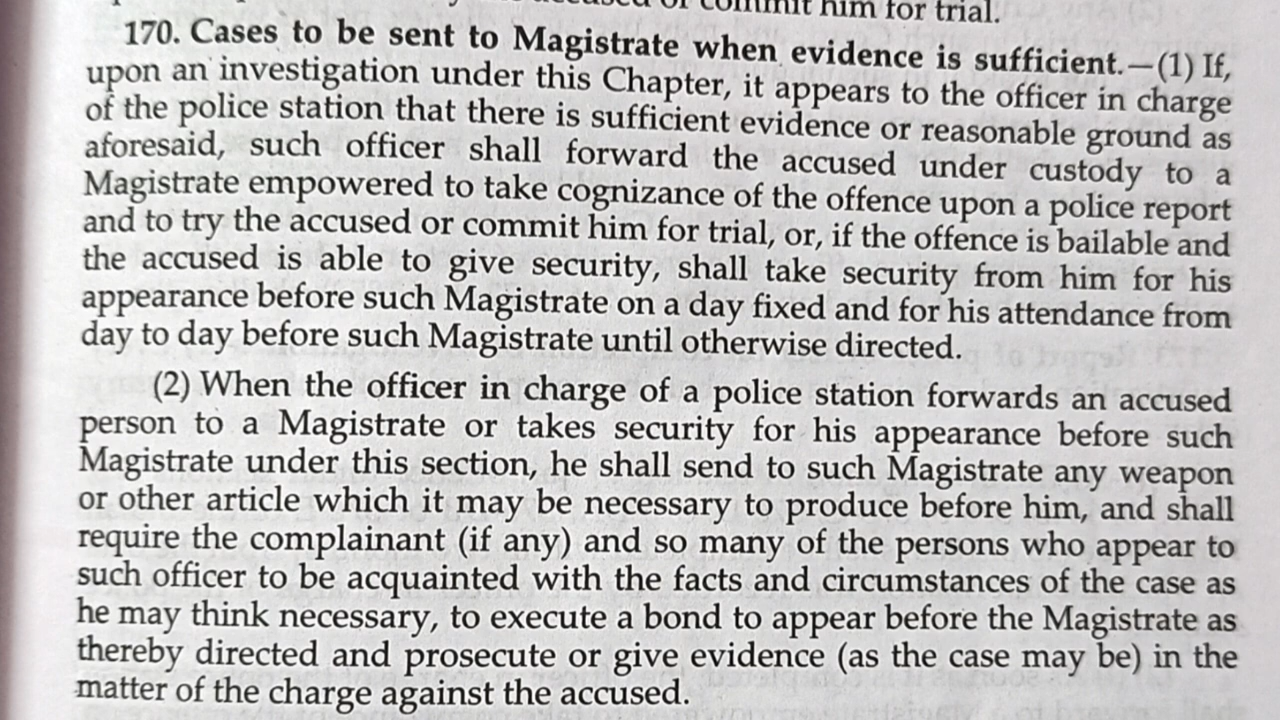 accused or commit him for trial.
170. Cases to be sent to Magistrate when evidence is sufficient.—(1) If,
upon an investigation under this Chapter, it appears to the officer in charge
of the police station that there is sufficient evidence or reasonable ground as
aforesaid, such officer shall forward the accused under custody to a
Magistrate empowered to take cognizance of the offence upon a police report
and to try the accused or commit him for trial, or, if the offence is bailable and
the accused is able to give security, shall take security from him for his
appearance before such Magistrate on a day fixed and for his attendance from
day to day before such Magistrate until otherwise directed.
(2) When the officer in charge of a police station forwards an accused
person to a Magistrate or takes security for his appearance before such
Magistrate under this section, he shall send to such Magistrate any weapon
or other article which it may be necessary to produce before him, and shall
require the complainant (if any) and so many of the persons who appear to
such officer to be acquainted with the facts and circumstances of the case as
he may think necessary, to execute a bond to appear before the Magistrate as
thereby directed and prosecute or give evidence (as the case may be) in the
matter of the charge against the accused.